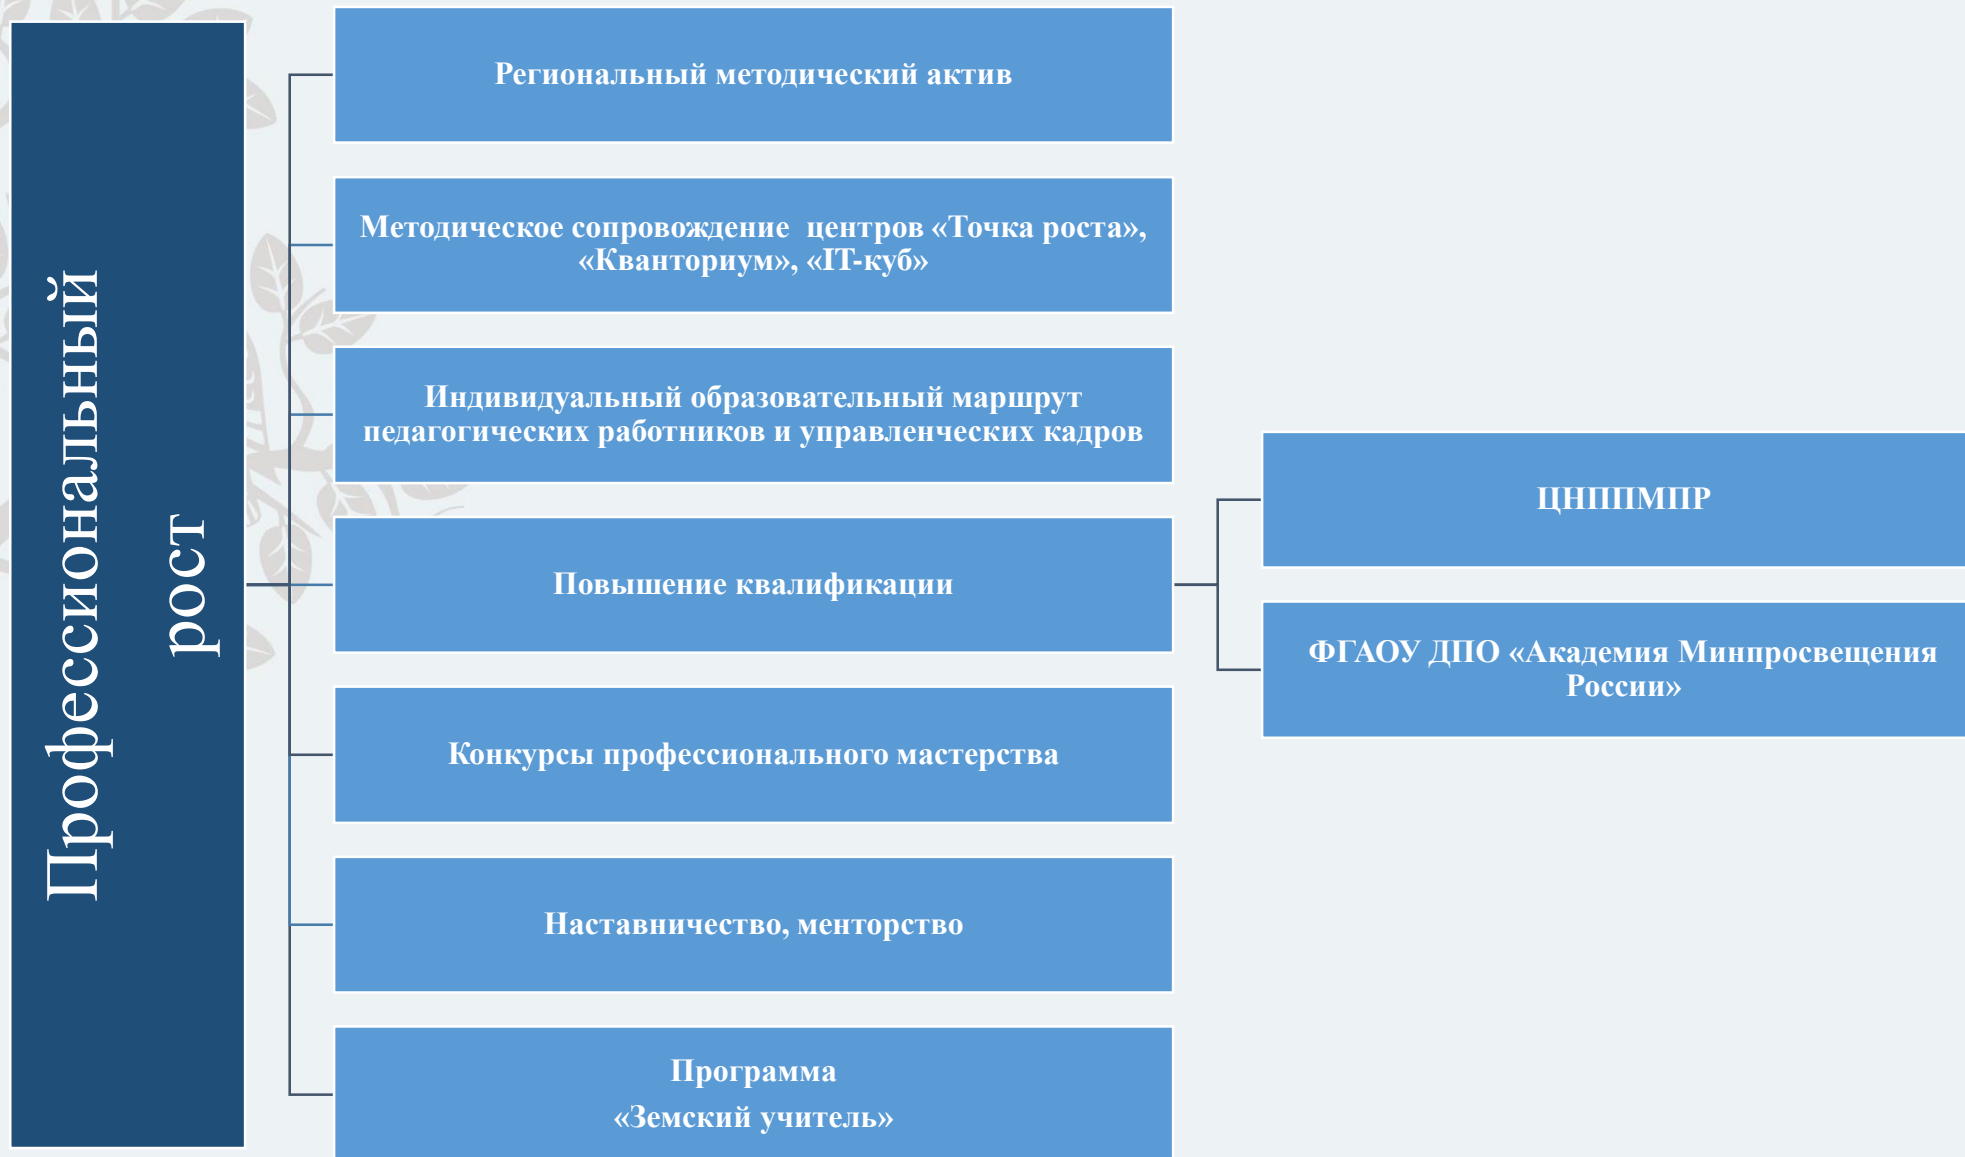 Профессиональный
рост
Региональный методический актив
Методическое сопровождение  центров «Точка роста»,
«Кванториум», «IT-куб»
Индивидуальный образовательный маршрут
педагогических работников и управленческих кадров
Повышение квалификации
Конкурсы профессионального мастерства
Наставничество, менторство
Программа
«Земский учитель»
ЦНППМПР
ФГАОУ ДПО «Академия Минпросвещения
России»